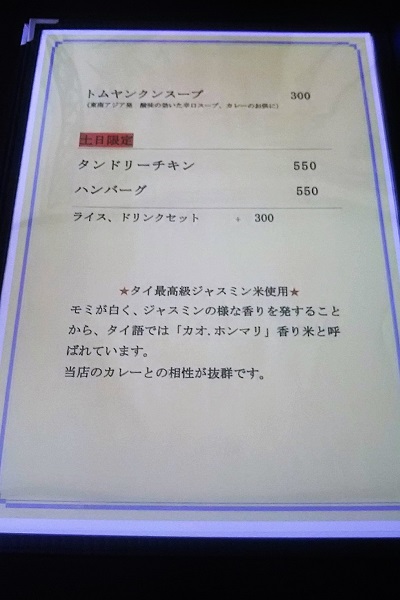 トムヤンクンスープ 300
(東南アジア発 酸味の効いた辛口スープ、カレーのお供に)
土日限定
タンドリーチキン 550
ハンバーグ 550
ライス、ドリンクセット 300
★タイ最高級ジャスミン米使用★
モミが白く、ジャスミンの様な香りを発すること
から、タイ語では「カオ.ホンマリ」香り米と呼
ばれています。
当店のカレーとの相性が抜群です。